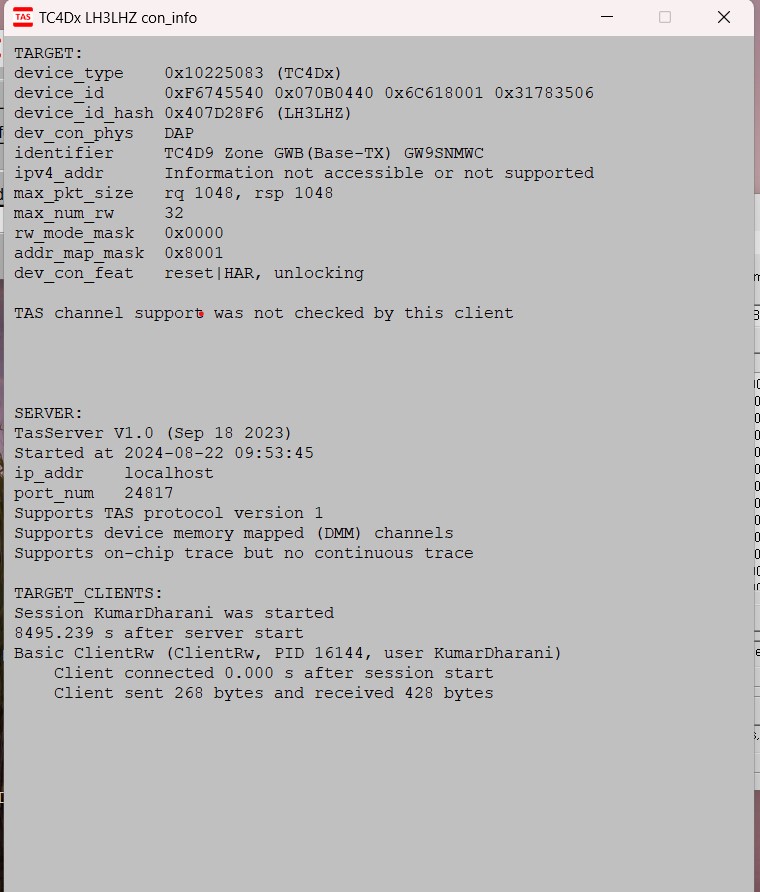 TAS TC4Dx LH3LHZ con_info
TARGET:
device_type 0x10225083 (TC4Dx)
device_id 0xF6745540 0x070B0440 0x6C618001 0x31783506
device_id_hash 0x407D28F6 (LH3LHZ)
dev_con_phys DAP
identifier TC4D9 Zone GWB(Base-TX) GW9SNMWC
ipv4_addr Information not accessible or not supported
max_pkt_size rq 1048, rsp 1048
max_num_rw 32
rw_mode_mask 0x0000
addr_map_mask 0x8001
dev_con_feat reset|HAR, unlocking
TAS channel support was not checked by this client
SERVER:
TasServer V1.0 (Sep 18 2023)
Started at 2024-08-22 09:53:45
ip_addr localhost
port_num 24817
Supports TAS protocol version 1
Supports device memory mapped (DMM) channels
Supports on-chip trace but no continuous trace
TARGET_CLIENTS:
Session KumarDharani was started
8495.239 s after server start
Basic ClientRw (ClientRw, PID 16144, user KumarDharani)
Client connected 0.000 s after session start
Client sent 268 bytes and received 428 bytes